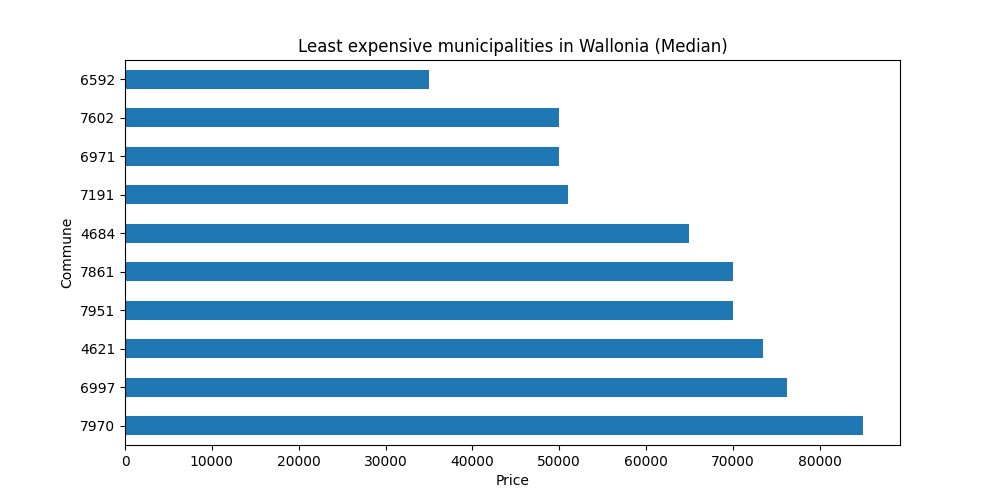 Least expensive municipalities in Wallonia (Median)
Commune
6592
7602
6971
7191
4684
7861
7951
4621
6997
7970
0 10000 20000 30000 40000 50000 60000 70000 80000
Price